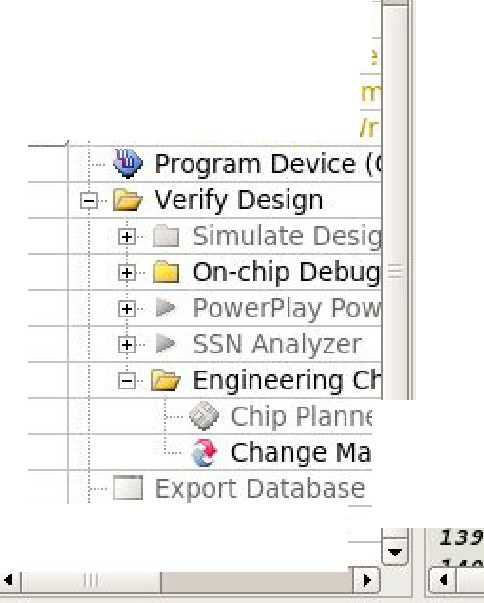 m
/r
Program Device (
Verify Design
Simulate Desig
On-chip Debug
PowerPlay Pow
SSN Analyzer
Engineering Ch
Chip Planne
Change Ma
Export Database
139